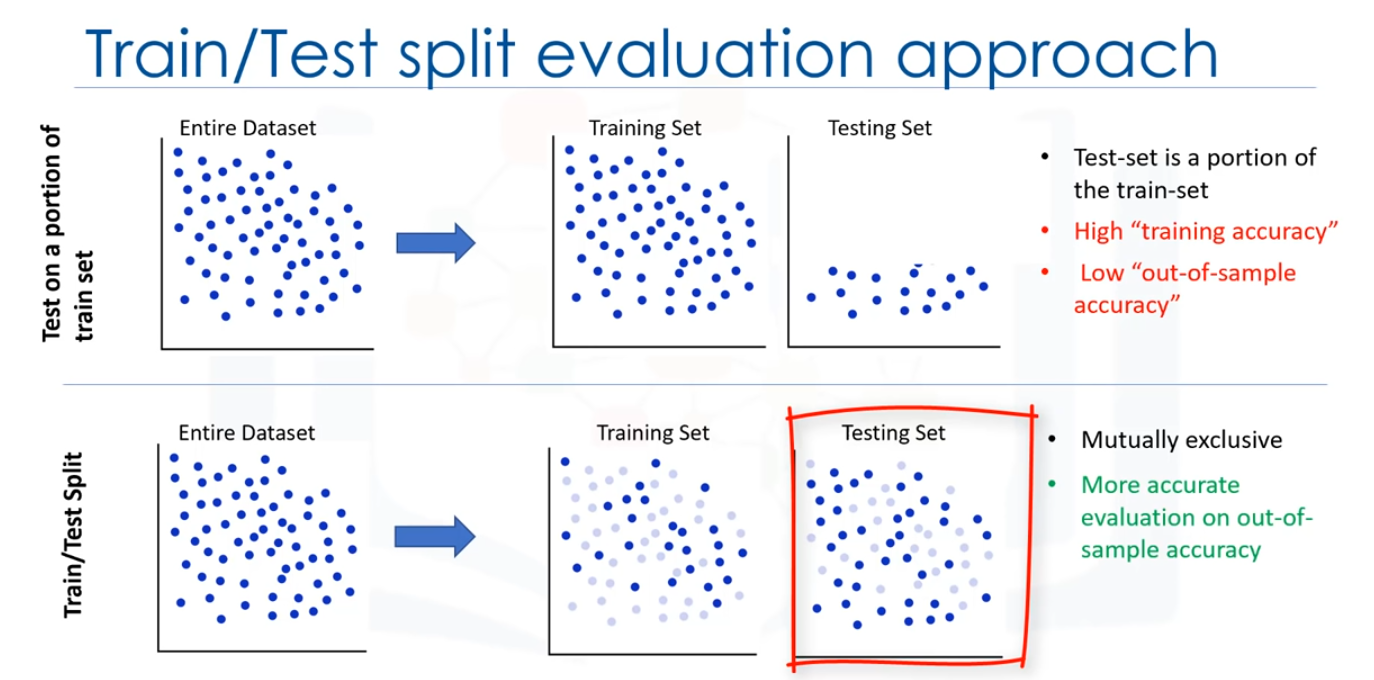 Train/Test split evaluation approach
Test on a portion of
train set
Entire Dataset
Training Set
Testing Set
• Test-set is a portion of
the train-set
• High “training accuracy”
• Low “out-of-sample
accuracy”
Train/Test Split
Entire Dataset
Training Set
Testing Set
• Mutually exclusive
• More accurate
evaluation on out-of-
sample accuracy